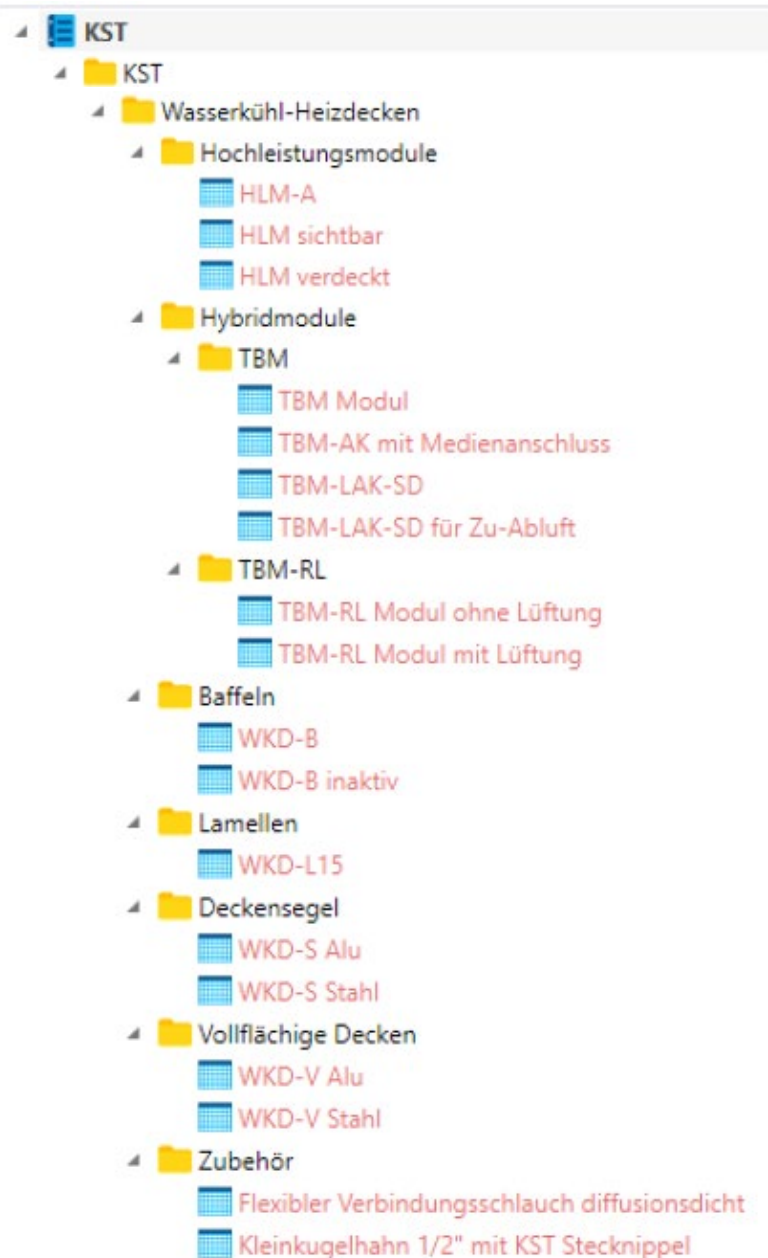 KST
KST
Wasserkühl-Heizdecken
Hochleistungsmodule
HLM-A
HLM sichtbar
HLM verdeckt
Hybridmodule
TBM
TBM Modul
TBM-AK mit Medienanschluss
TBM-LAK-SD
TBM-LAK-SD für Zu-Abluft
TBM-RL
TBM-RL Modul ohne Lüftung
TBM-RL Modul mit Lüftung
Baffeln
WKD-B
WKD-B inaktiv
Lamellen
WKD-L15
Deckensegel
WKD-S Alu
WKD-S Stahl
Vollflächige Decken
WKD-V Alu
WKD-V Stahl
Zubehör
Flexibler Verbindungsschlauch diffusionsdicht
Kleinkugelhahn 1/2" mit KST Stecknippel